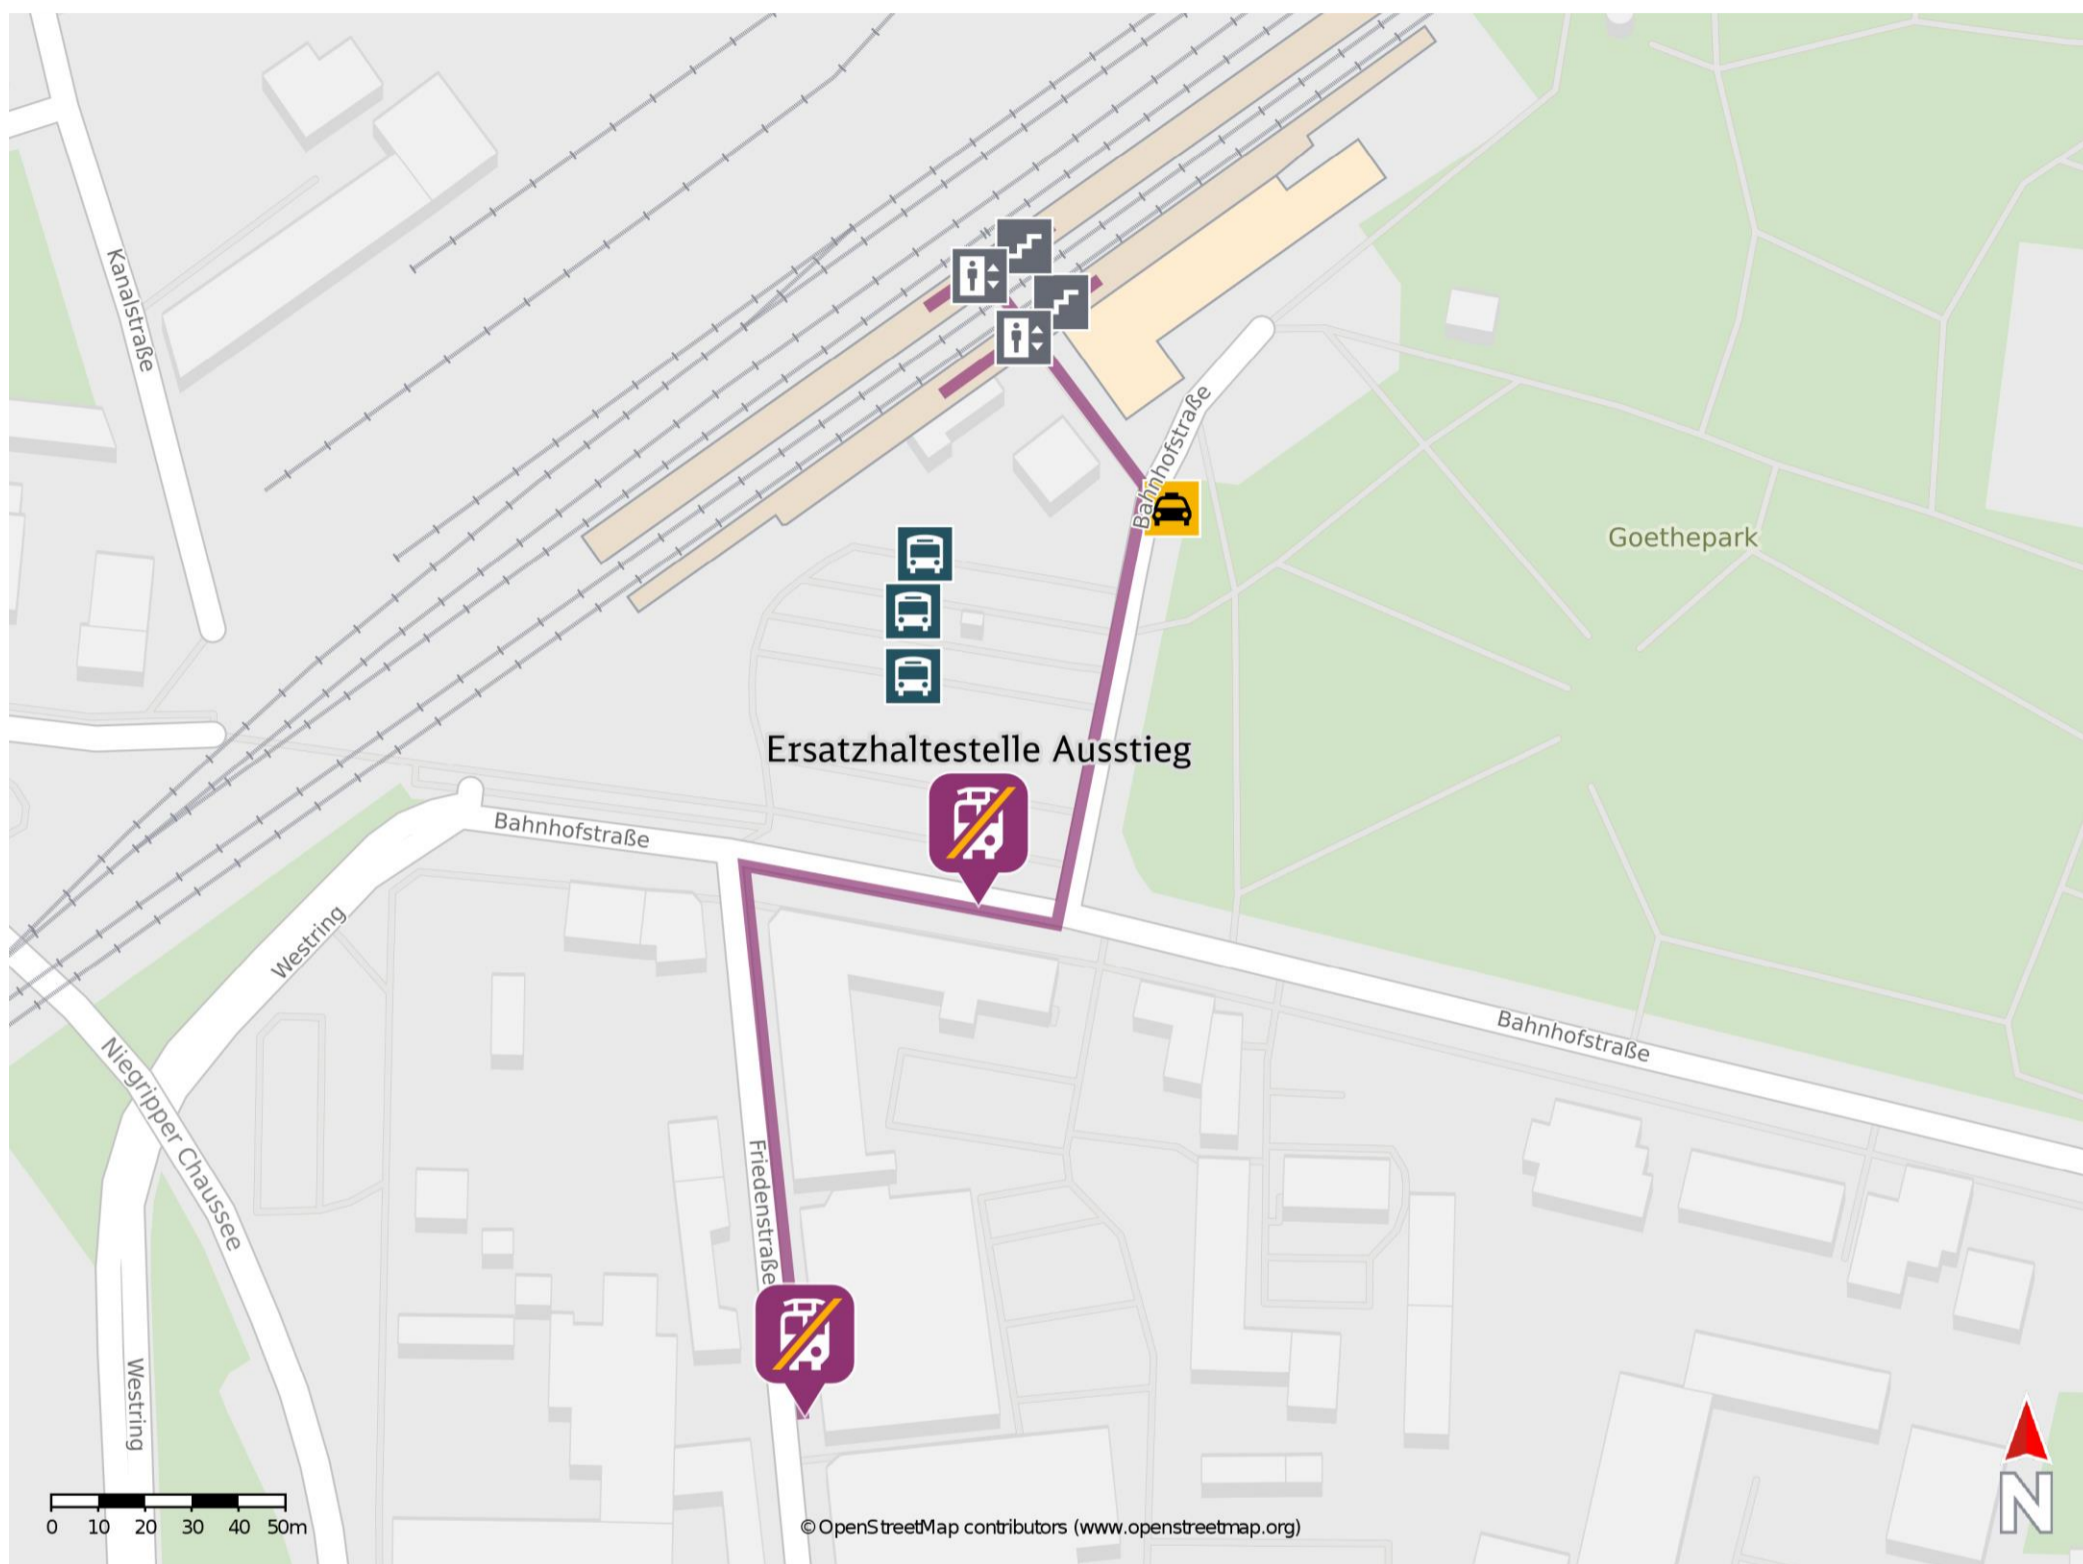 Kanalstraße
Bahnhofstraße
Goethepark
Ersatzhaltestelle Ausstieg
Bahnhofstraße
Westring
Bahnhofstraße
Niegripper Chaussee
Friedenstraße
Westring
N
0 10 20 30 40 50m
© OpenStreetMap contributors (www.openstreetmap.org)